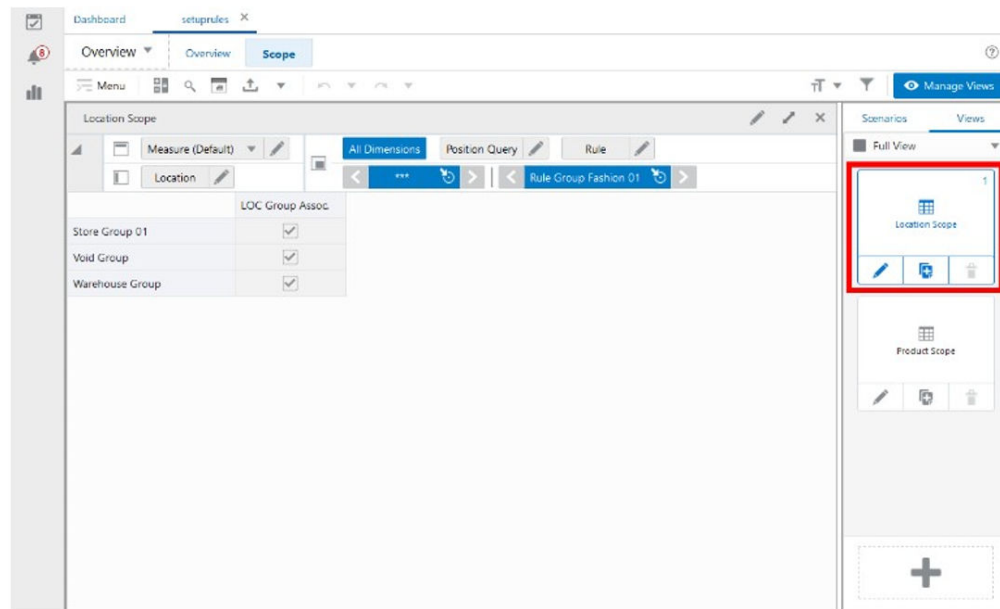 Dashboard setuprules
8 Overview Overview Scope
Menu Manage Views
Location Scope
Scenarios Views
Measure (Default) All Dimensions Position Query Rule
Full View
Location *** Rule Group Fashion 01
1
LOC Group Assoc.
Location Scope
Store Group 01
Void Group
Warehouse Group
Product Scope